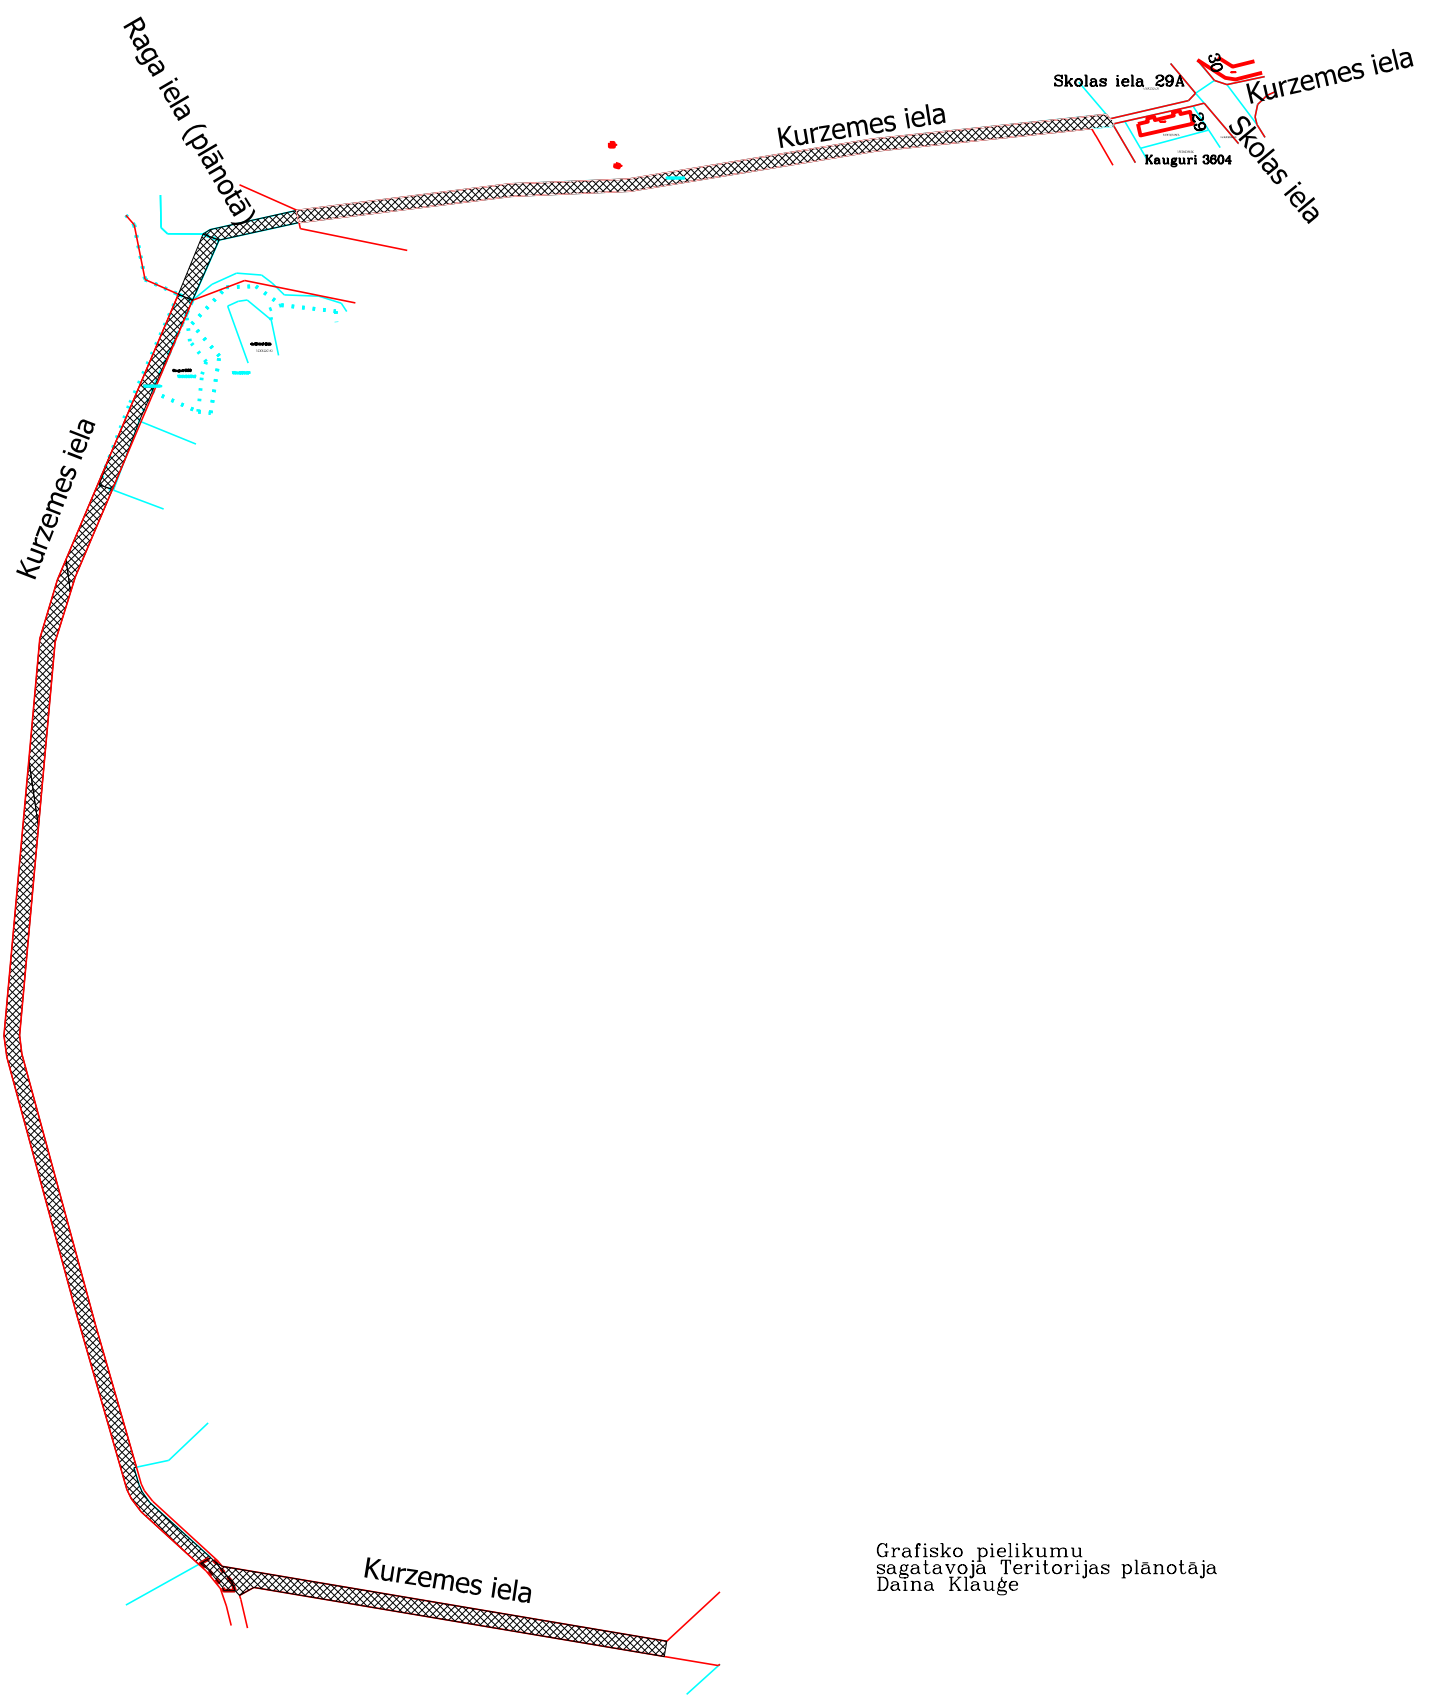 Raga iela (plānotā)
Skolas iela 29A
30
Kurzemes iela
Kurzemes iela
29
Skolas iela
Kauguri 3604
Kurzemes iela
Kurzemes iela
Grafisko pielikumu
sagatavoja Teritorijas plānotāja
Daina Klauģe